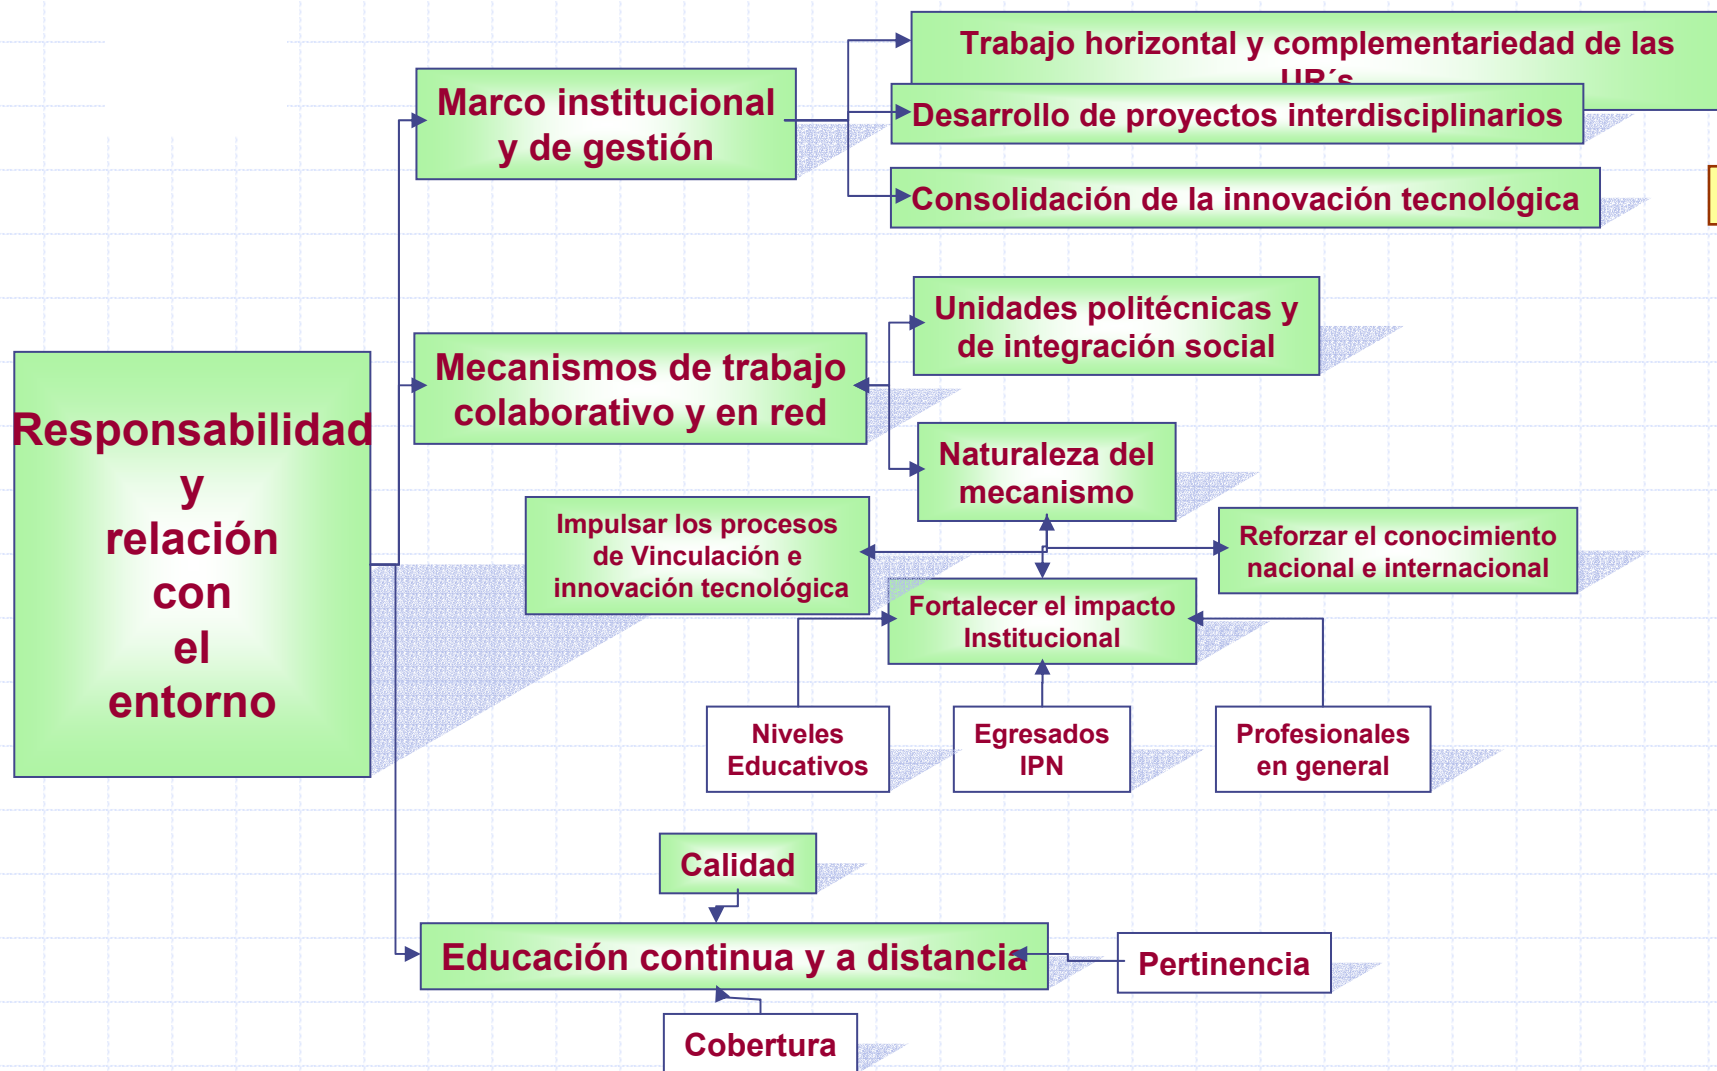 Trabajo horizontal y complementariedad de las
UR´s
Marco institucional
y de gestión
Desarrollo de proyectos interdisciplinarios
Consolidación de la innovación tecnológica
Unidades politécnicas y
de integración social
Mecanismos de trabajo
colaborativo y en red
Responsabilidad
y
relación
con
el
entorno
Naturaleza del
mecanismo
Impulsar los procesos
de Vinculación e
innovación tecnológica
Reforzar el conocimiento
nacional e internacional
Fortalecer el impacto
Institucional
Niveles
Educativos
Egresados
IPN
Profesionales
en general
Calidad
Educación continua y a distancia
Pertinencia
Cobertura